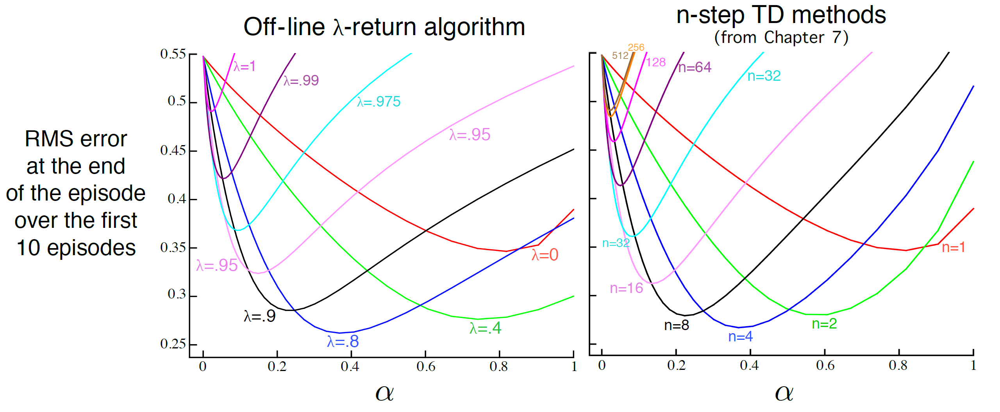 Off-line λ-return algorithm
n-step TD methods
(from Chapter 7)
RMS error
at the end
of the episode
over the first
10 episodes
0.55
0.5
0.45
0.4
0.35
0.3
0.25
λ=1
λ=.99
λ=.975
λ=.95
λ=.95
λ=0
λ=.9
λ=.4
λ=.8
0
0.2
0.4
0.6
0.8
1
α
256
512
128
n=64
n=32
n=32
n=1
n=16
n=8
n=2
n=4
0
0.2
0.4
0.6
0.8
1
α